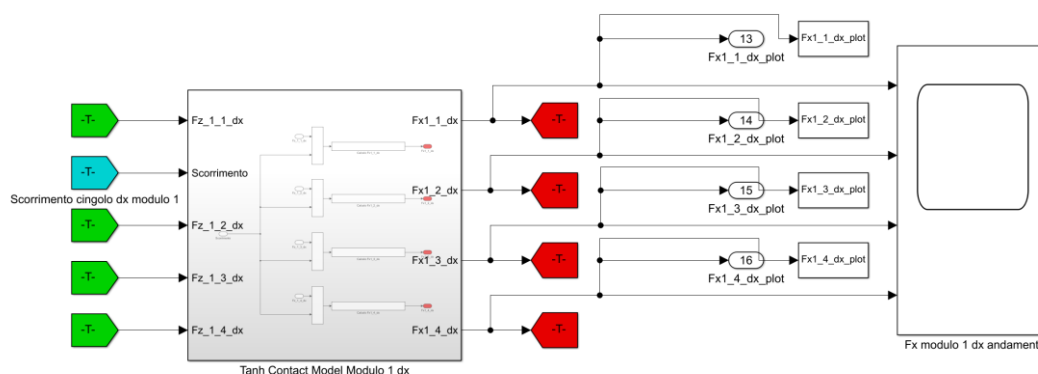 13
Fx1_1_dx_plot
Fx1_1_dx_plot
-T-
Fz_1_1_dx
Fx1_1_dx
-T-
14
Fx1_2_dx_plot
Fx1_2_dx_plot
-T-
Scorrimento
Scorrimento cingolo dx modulo 1
Fx1_2_dx
-T-
15
Fx1_3_dx_plot
Fx1_3_dx_plot
-T-
Fz_1_2_dx
Fx1_3_dx
-T-
16
Fx1_4_dx_plot
Fx1_4_dx_plot
-T-
Fz_1_3_dx
-T-
Fz_1_4_dx
Fx1_4_dx
-T-
Tanh Contact Model Modulo 1 dx
Fx modulo 1 dx andament